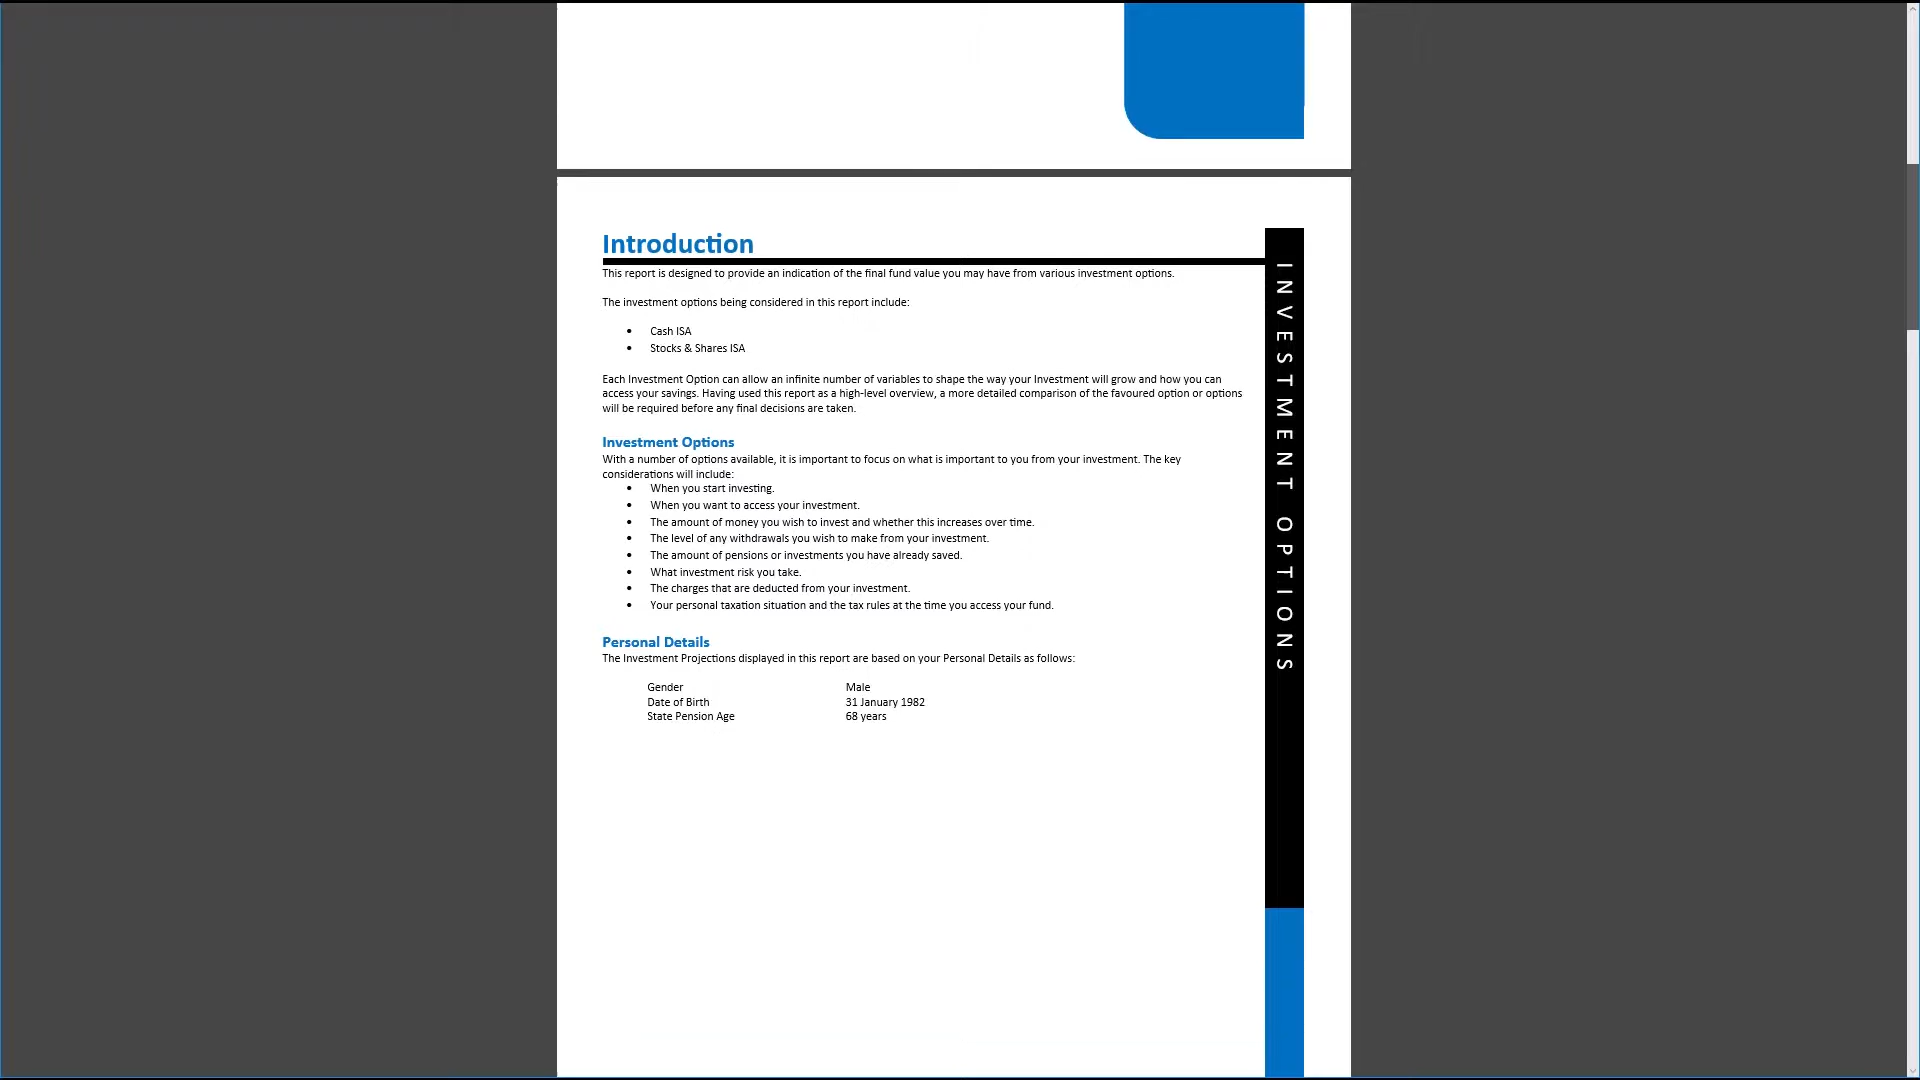 Introduction
This report is designed to provide an indication of the final fund value you may have from various investment options.
The investment options being considered in this report include:
• Cash ISA
• Stocks & Shares ISA
Each Investment Option can allow an infinite number of variables to shape the way your Investment will grow and how you can
access your savings. Having used this report as a high-level overview, a more detailed comparison of the favoured option or options
will be required before any final decisions are taken.
Investment Options
With a number of options available, it is important to focus on what is important to you from your investment. The key
considerations will include:
• When you start investing.
• When you want to access your investment.
• The amount of money you wish to invest and whether this increases over time.
• The level of any withdrawals you wish to make from your investment.
• The amount of pensions or investments you have already saved.
• What investment risk you take.
• The charges that are deducted from your investment.
• Your personal taxation situation and the tax rules at the time you access your fund.
Personal Details
The Investment Projections displayed in this report are based on your Personal Details as follows:
Gender Male
Date of Birth 31 January 1982
State Pension Age 68 years
INVESTMENT OPTIONS